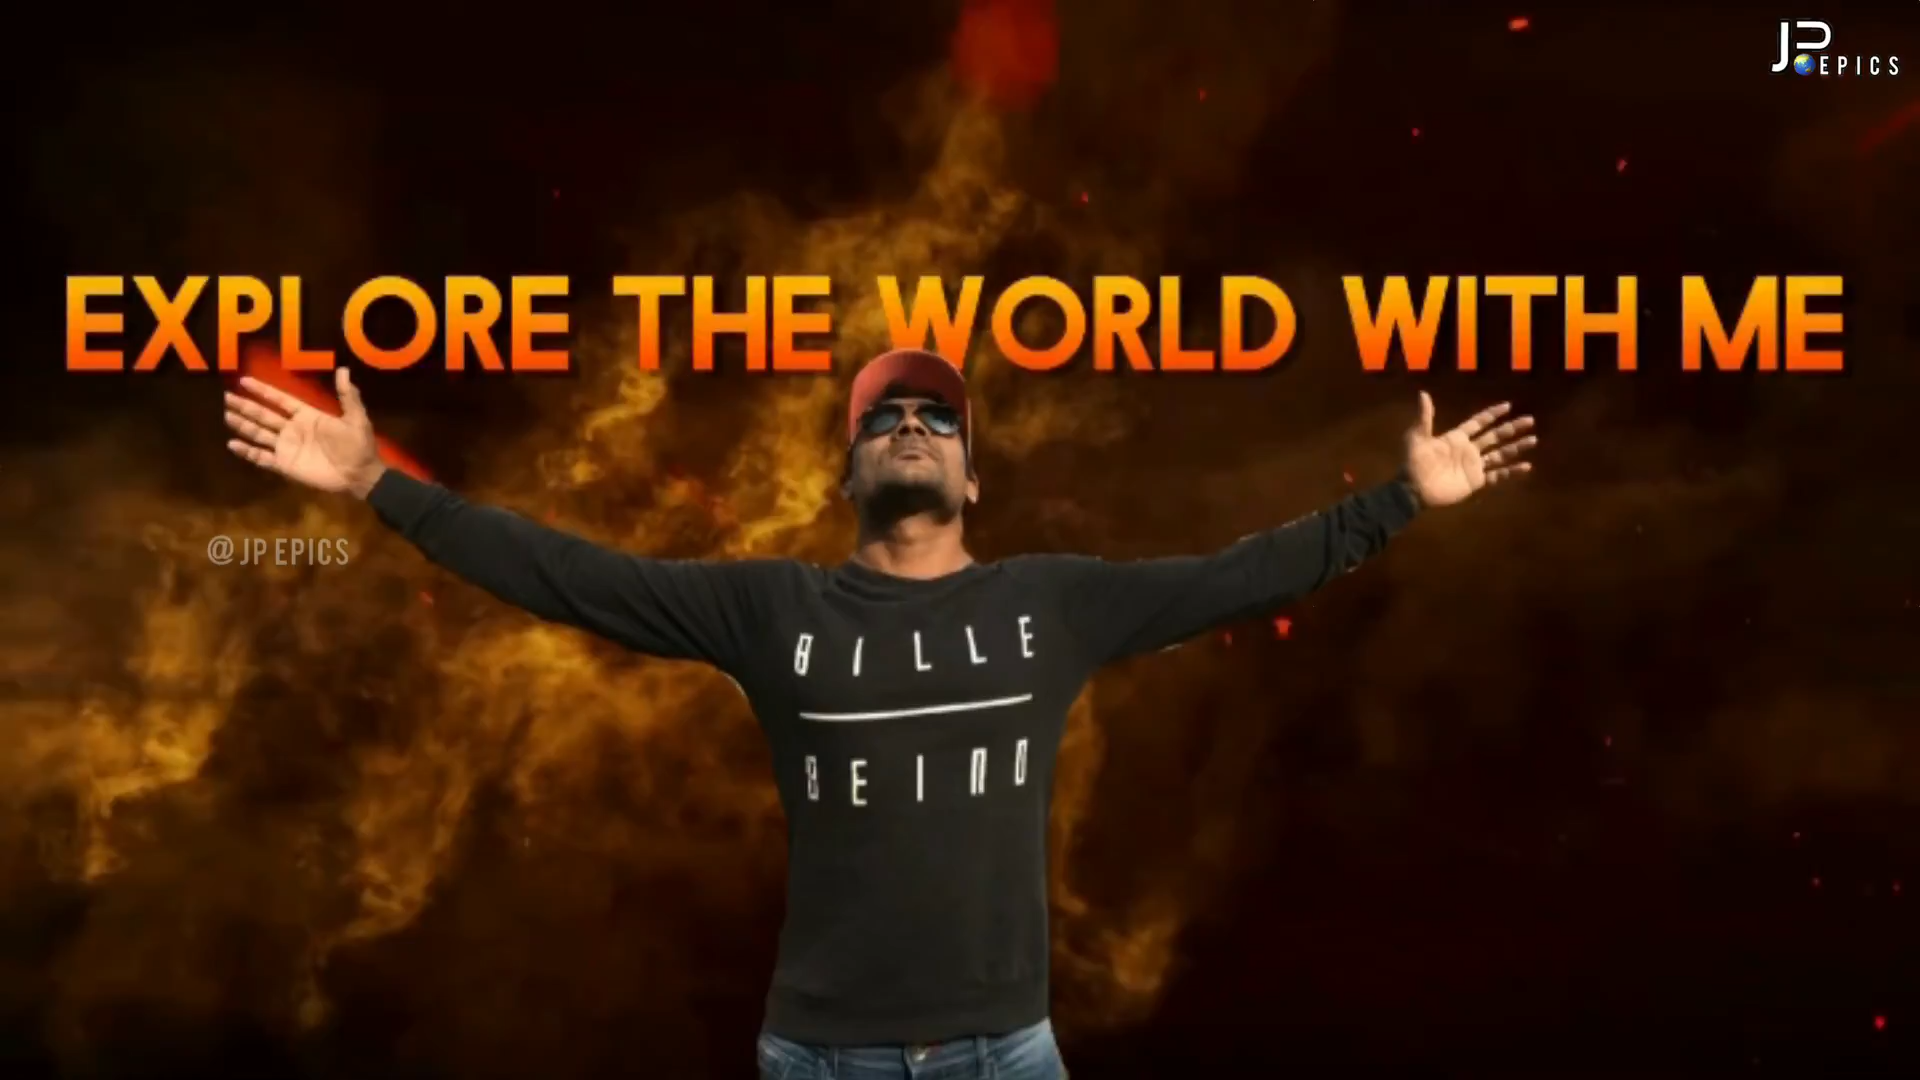 JP EPICS
EXPLORE THE WORLD WITH ME
@JP EPICS
BILLE
BEING